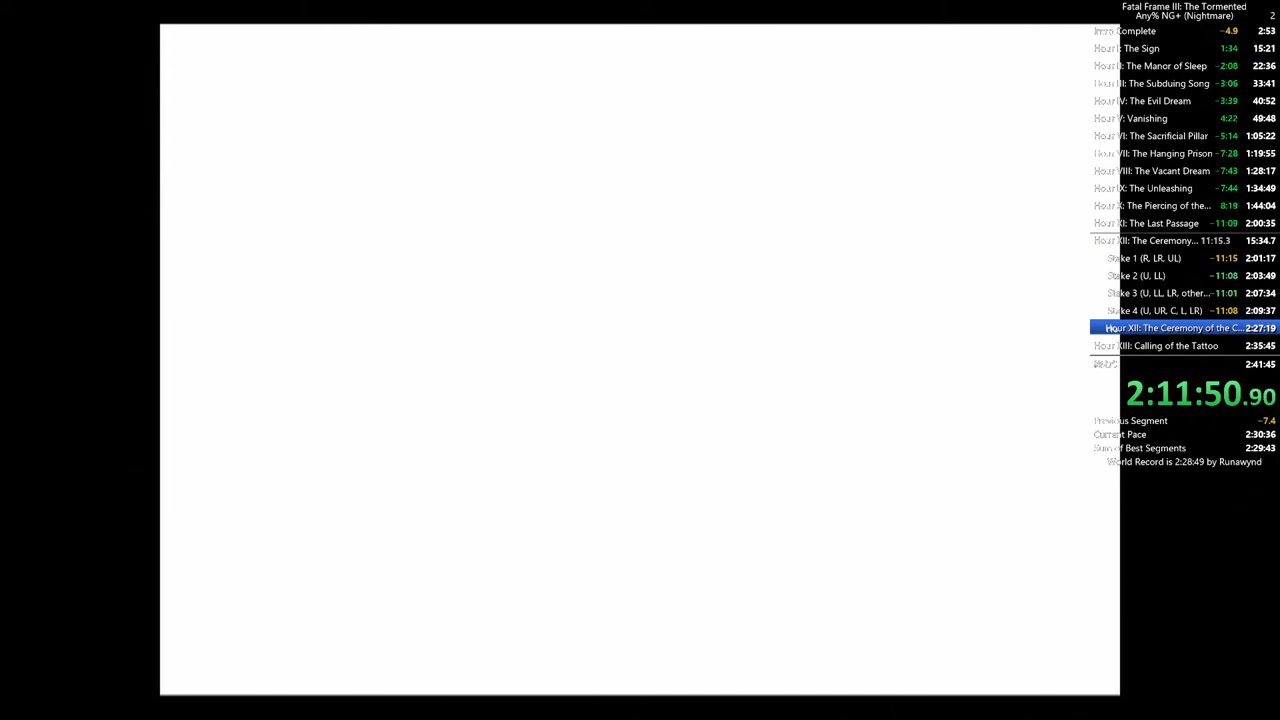 Fatal Frame III: The Tormented
Any% NG+ (Nightmare) 2
Intro Complete −4.9 2:53
Hour I: The Sign 1:34 15:21
Hour II: The Manor of Sleep −2:08 22:36
Hour III: The Subduing Song −3:06 33:41
Hour IV: The Evil Dream −3:39 40:52
Hour V: Vanishing 4:22 49:48
Hour VI: The Sacrificial Pillar −5:14 1:05:22
Hour VII: The Hanging Prison −7:28 1:19:55
Hour VIII: The Vacant Dream −7:43 1:28:17
Hour IX: The Unleashing −7:44 1:34:49
Hour X: The Piercing of the... 8:19 1:44:04
Hour XI: The Last Passage −11:09 2:00:35
Hour XII: The Ceremony... 11:15.3 15:34.7
Stake 1 (R, LR, UL) −11:15 2:01:17
Stake 2 (U, LL) −11:08 2:03:49
Stake 3 (U, LL, LR, other... −11:01 2:07:34
Stake 4 (U, UR, C, L, LR) −11:08 2:09:37
Hour XII: The Ceremony of the C... 2:27:19
Hour XIII: Calling of the Tattoo 2:35:45
2:41:45
2:11:50.90
Previous Segment −7.4
Current Pace 2:30:36
Sum of Best Segments 2:29:43
World Record is 2:28:49 by Runawynd